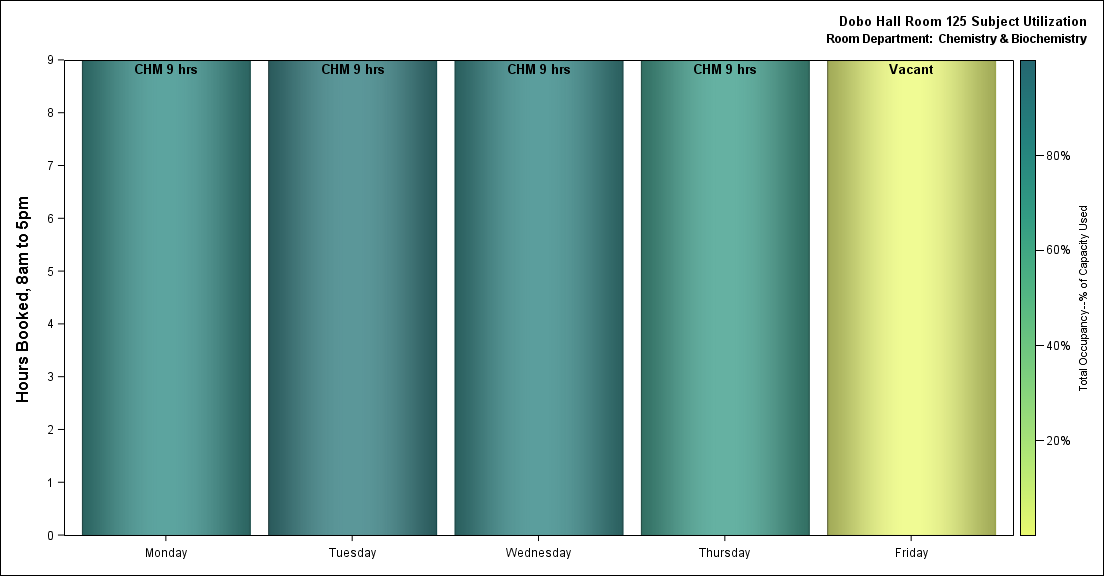 Dobo Hall Room 125 Subject Utilization
Room Department: Chemistry & Biochemistry
Hours Booked, 8am to 5pm
9
8
7
6
5
4
3
2
1
0
CHM 9 hrs
CHM 9 hrs
CHM 9 hrs
CHM 9 hrs
Vacant
Monday
Tuesday
Wednesday
Thursday
Friday
80%
60%
40%
20%
Total Occupancy--% of Capacity Used